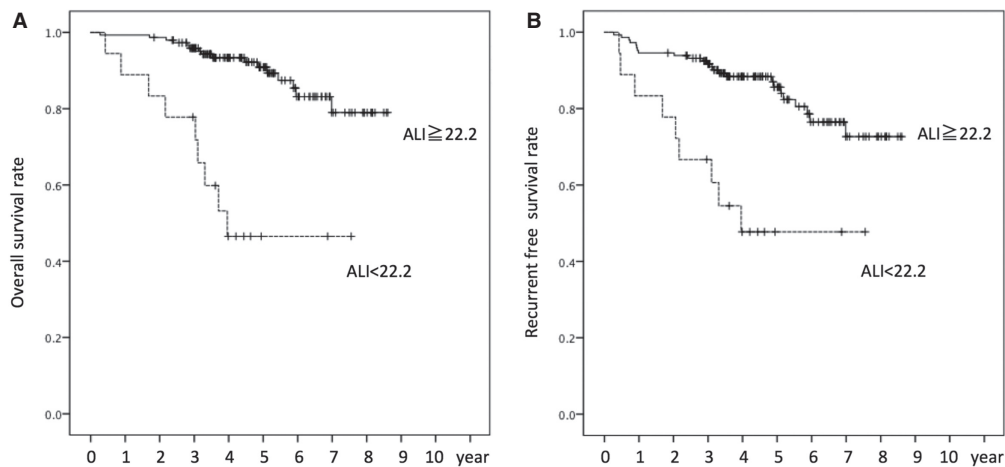 A
Overall survival rate
1.0
0.8
0.6
0.4
0.2
0.0
ALI≧22.2
ALI<22.2
0 1 2 3 4 5 6 7 8 9 10 year
B
Recurrent free survival rate
1.0
0.8
0.6
0.4
0.2
0.0
ALI≧22.2
ALI<22.2
0 1 2 3 4 5 6 7 8 9 10 year